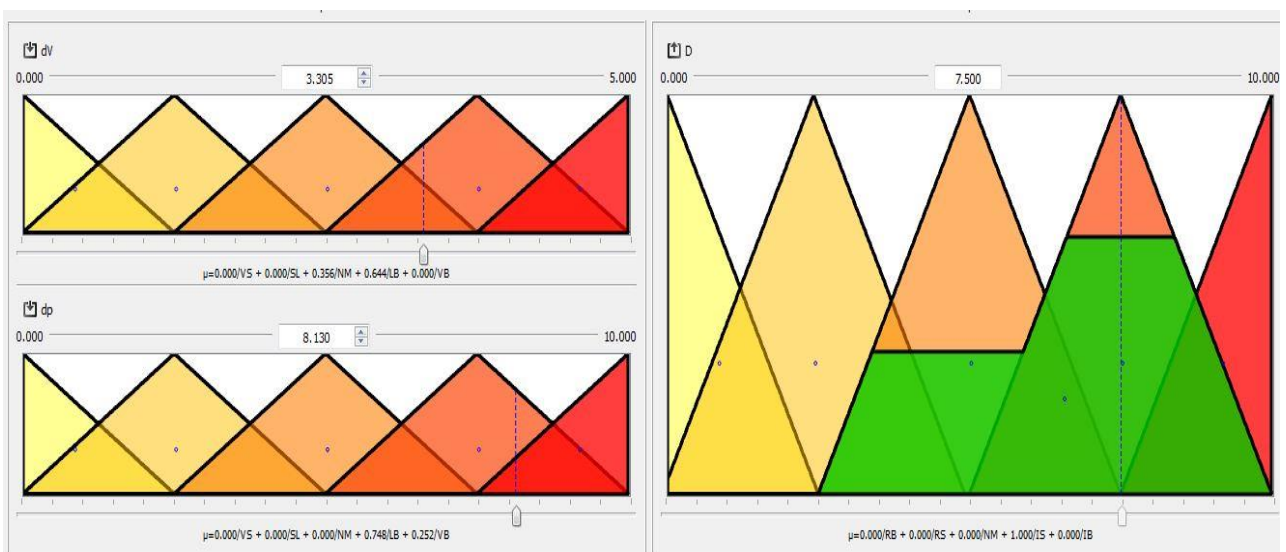 dV
0.000 3.305 5.000
μ=0.000/VS + 0.000/SL + 0.356/NM + 0.644/LB + 0.000/VB
dp
0.000 8.130 10.000
μ=0.000/VS + 0.000/SL + 0.000/NM + 0.748/LB + 0.252/VB
D
0.000 7.500 10.000
μ=0.000/RB + 0.000/RS + 0.000/NM + 1.000/IS + 0.000/IB